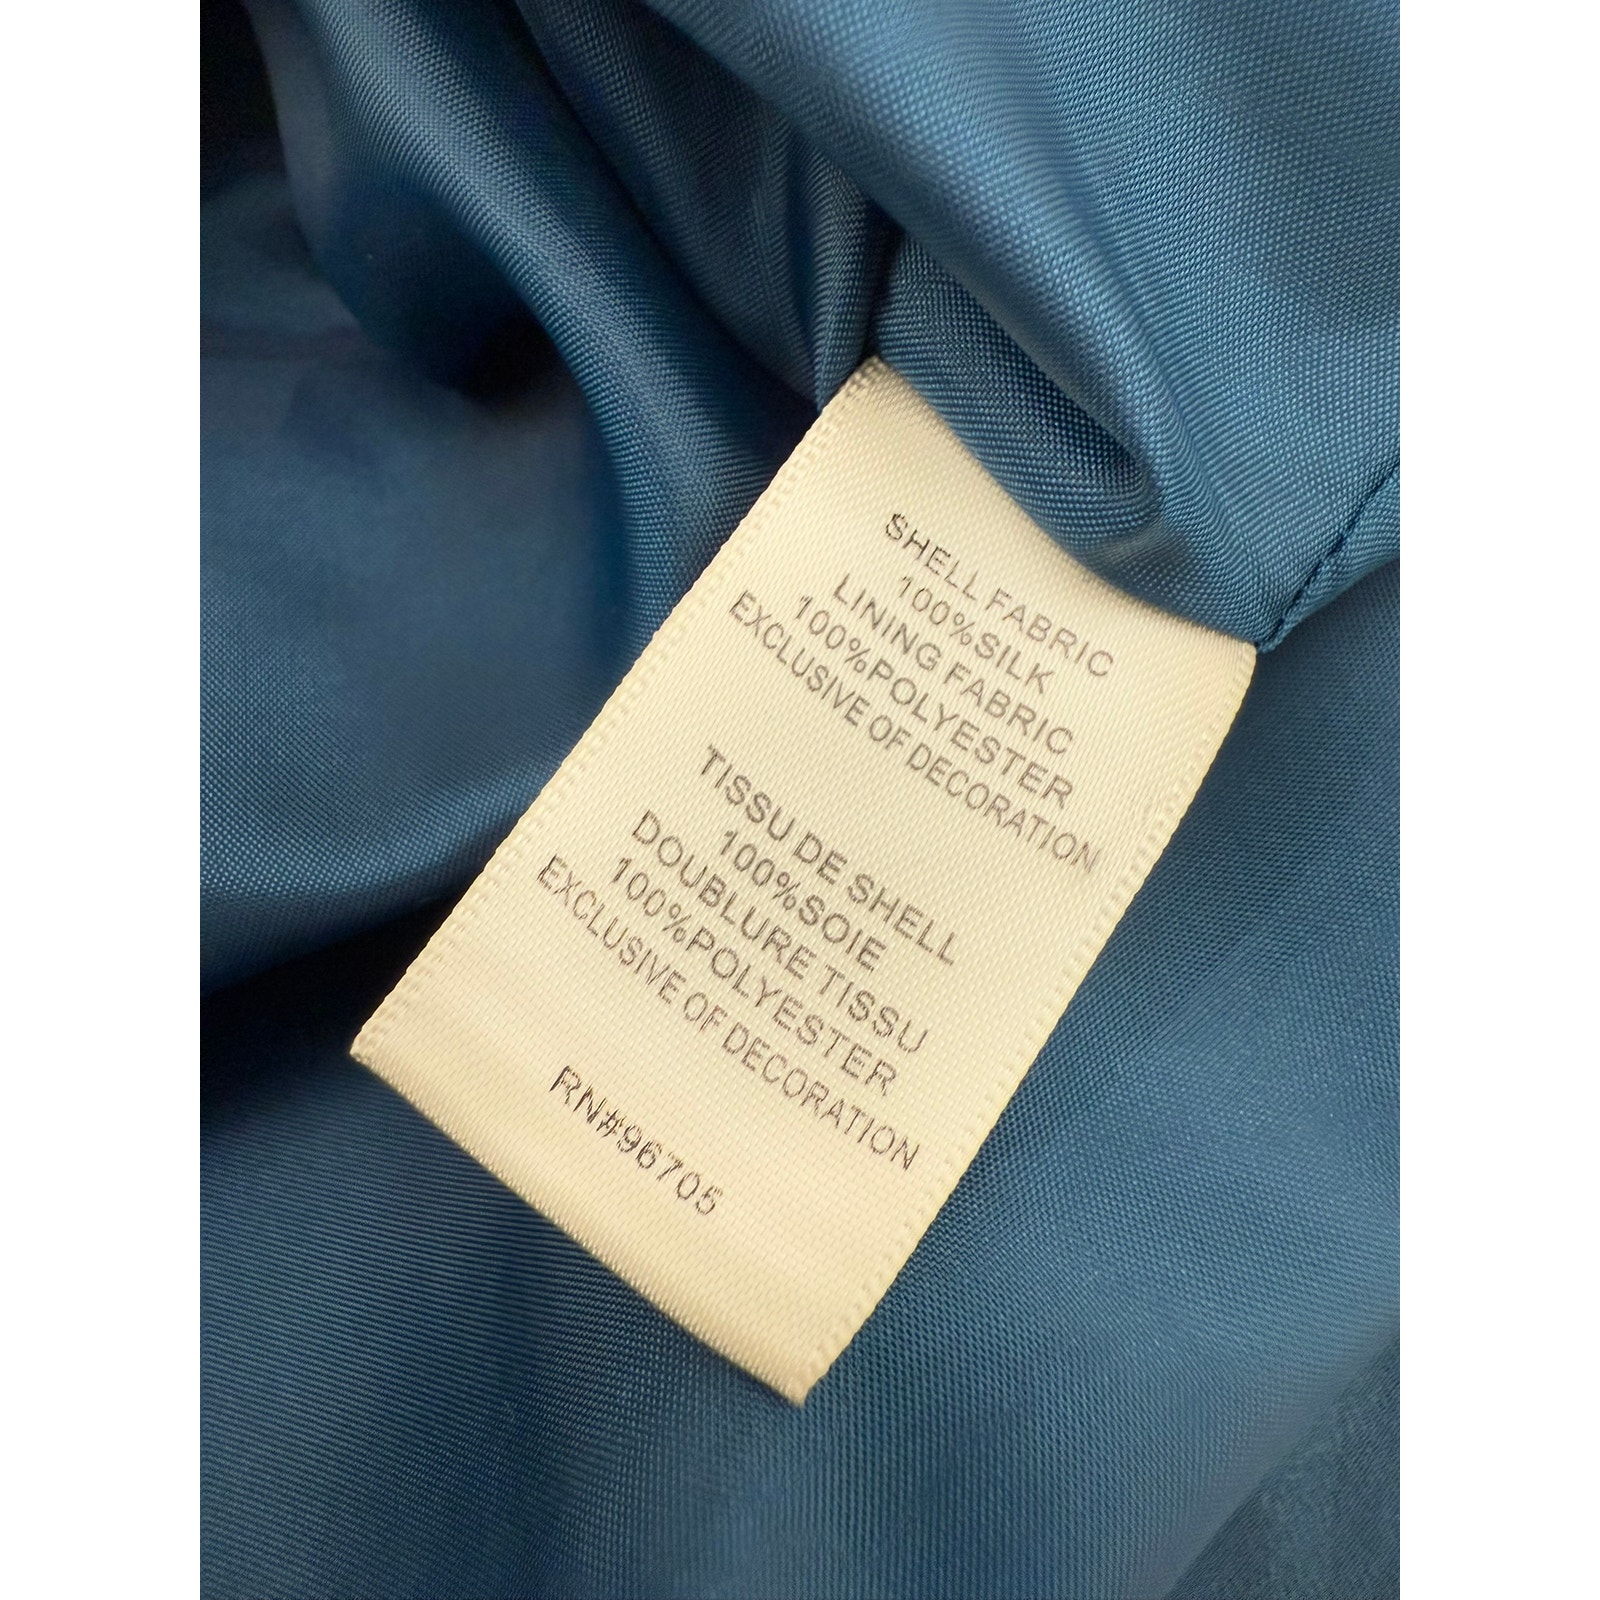 SHELL FABRIC
100%SILK
LINING FABRIC
100%POLYESTER
EXCLUSIVE OF DECORATION
TISSU DE SHELL
100%SOIE
DOUBLURE TISSU
100%POLYESTER
EXCLUSIVE OF DECORATION
RN#96705